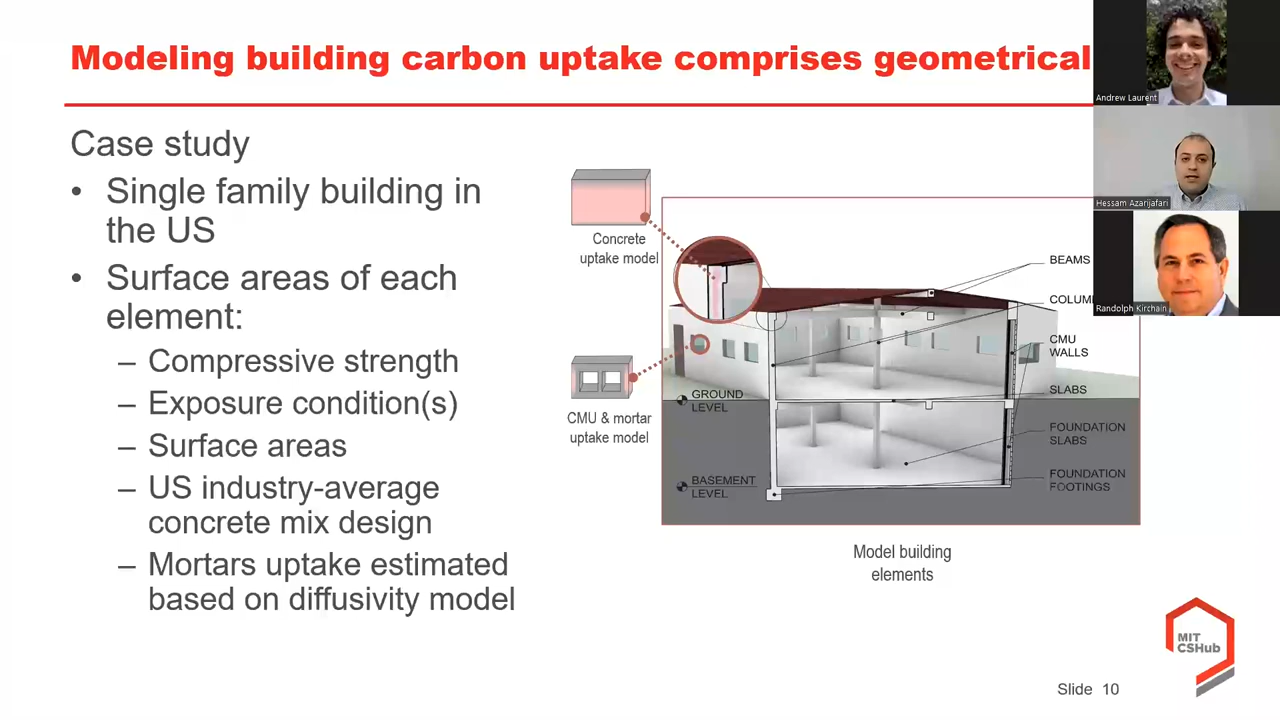 Modeling building carbon uptake comprises geometrical
Case study
• Single family building in
the US
• Surface areas of each
element:
– Compressive strength
– Exposure condition(s)
– Surface areas
– US industry-average
concrete mix design
– Mortars uptake estimated
based on diffusivity model
Concrete
uptake model
CMU & mortar
uptake model
BEAMS
COLUM
CMU
WALLS
SLABS
GROUND
LEVEL
FOUNDATION
SLABS
BASEMENT
LEVEL
FOUNDATION
FOOTINGS
Model building
elements
Andrew Laurent
Hessam Azarijafari
Randolph Kirchain
MIT
CSHub
Slide 10